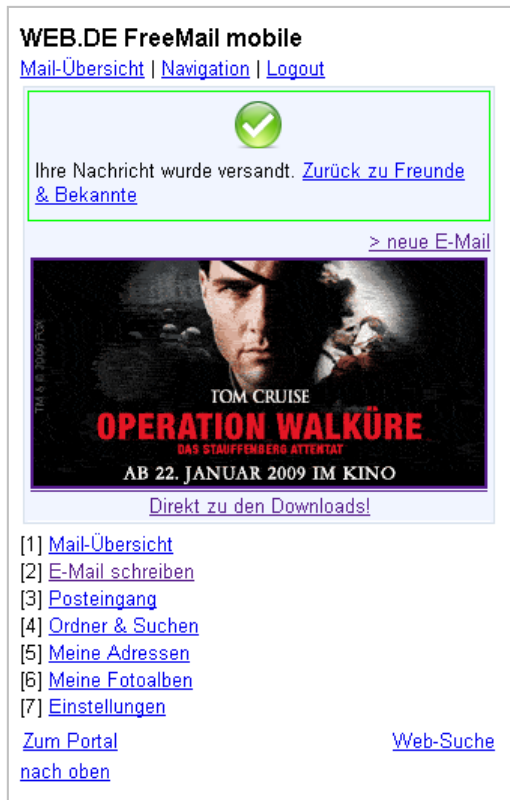 WEB.DE FreeMail mobile
Mail-Übersicht | Navigation | Logout
Ihre Nachricht wurde versandt. Zurück zu Freunde
& Bekannte
> neue E-Mail
TM & © 2009 FOX
TOM CRUISE
OPERATION WALKÜRE
DAS STAUFFENBERG ATTENTAT
AB 22. JANUAR 2009 IM KINO
Direkt zu den Downloads!
[1] Mail-Übersicht
[2] E-Mail schreiben
[3] Posteingang
[4] Ordner & Suchen
[5] Meine Adressen
[6] Meine Fotoalben
[7] Einstellungen
Zum Portal Web-Suche
nach oben